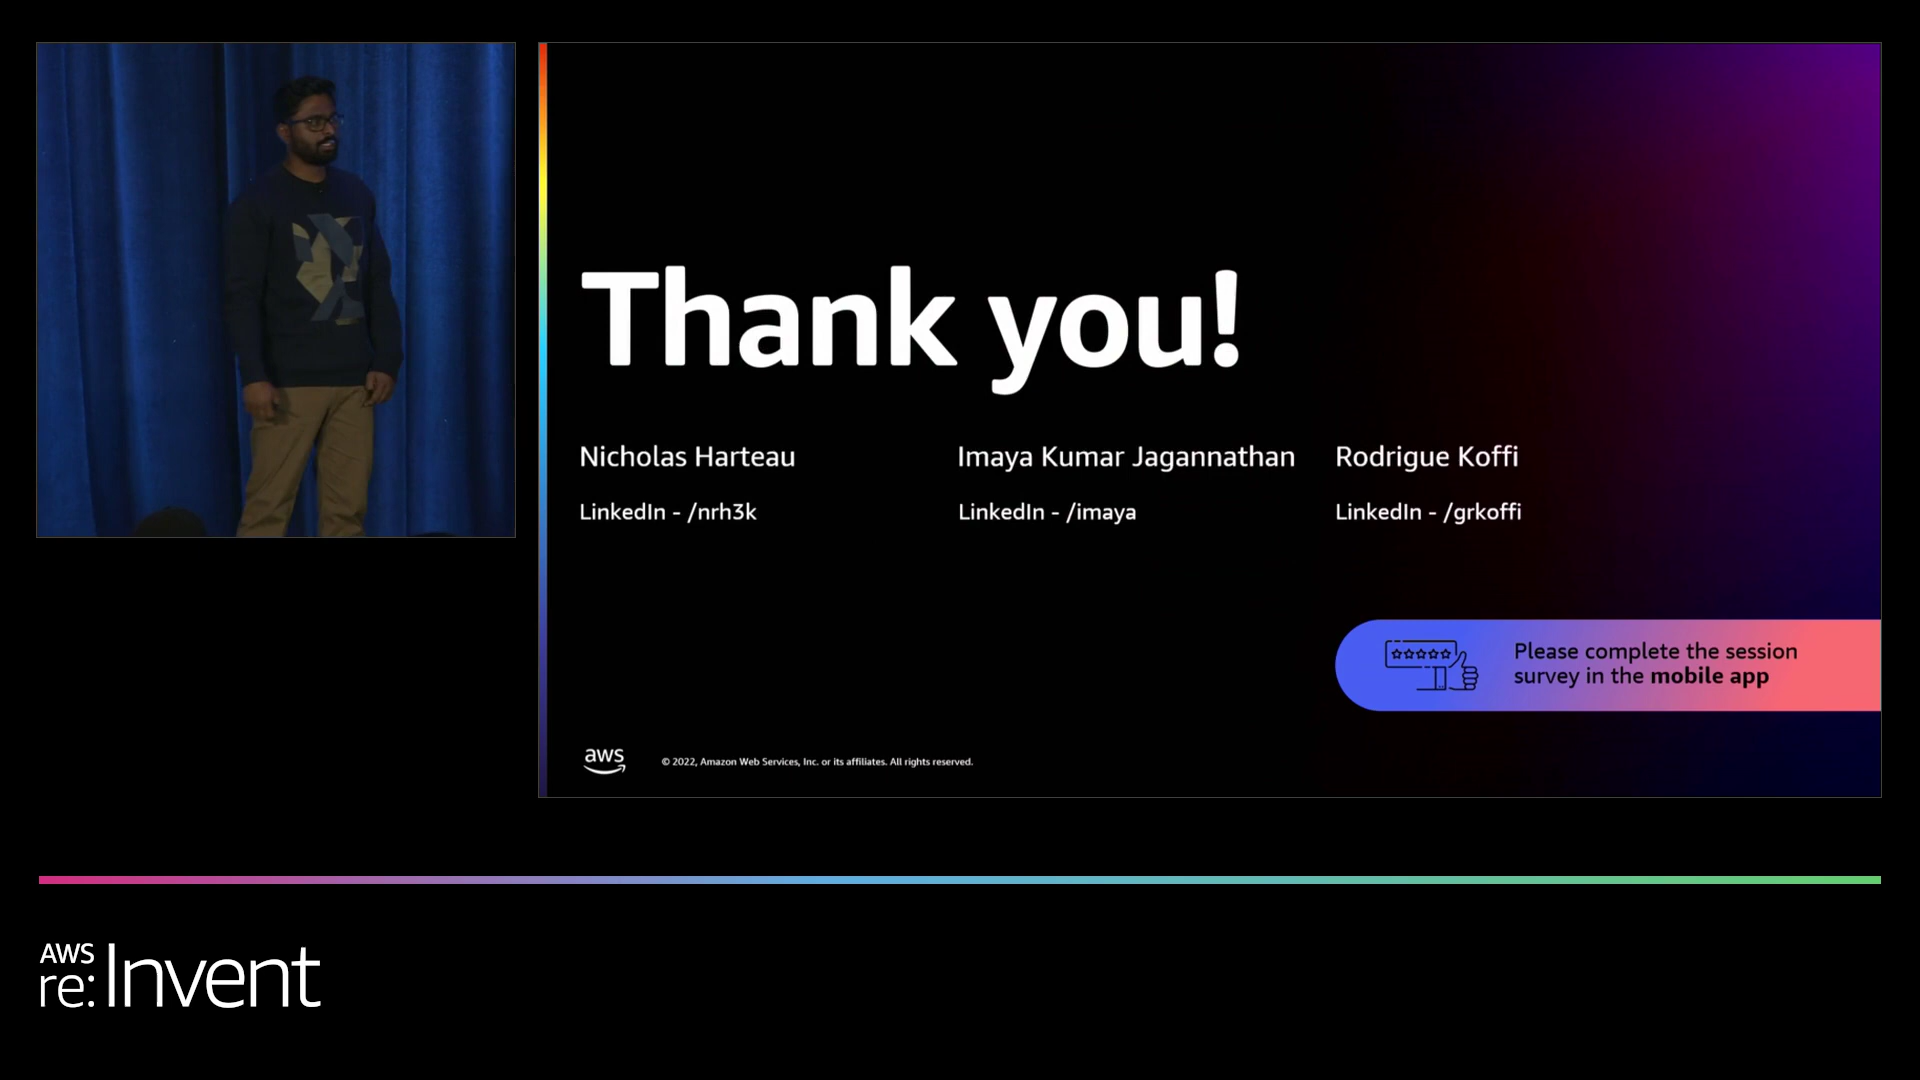 Thank you!
Nicholas Harteau
LinkedIn - /nrh3k
Imaya Kumar Jagannathan
LinkedIn - /imaya
Rodrigue Koffi
LinkedIn - /grkoffi
Please complete the session
survey in the mobile app
aws
© 2022, Amazon Web Services, Inc. or its affiliates. All rights reserved.
AWS
re:Invent